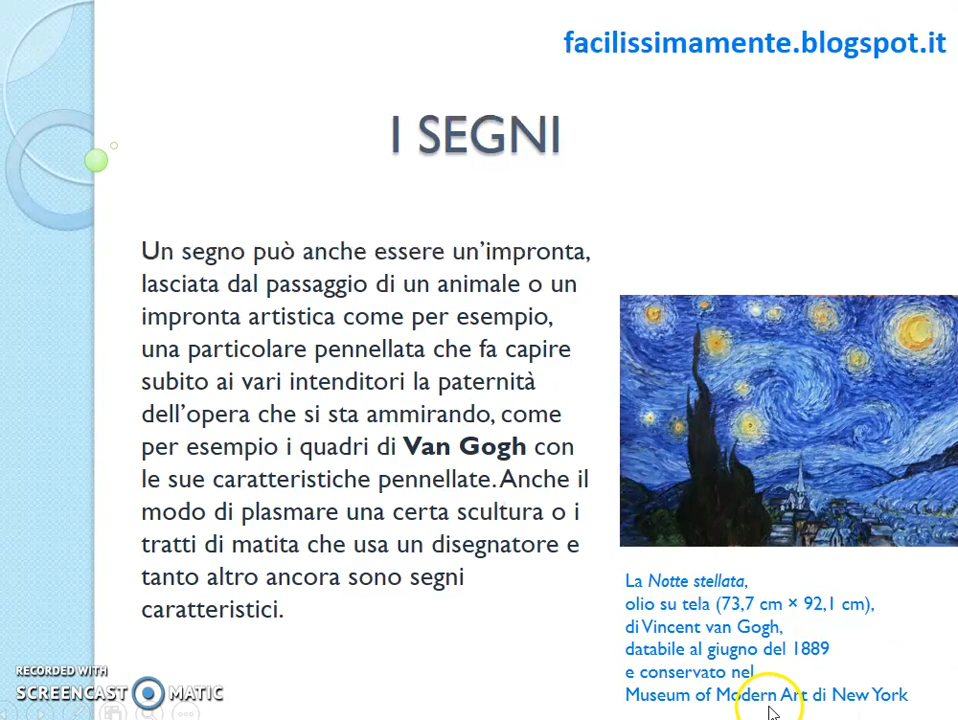 facilissimamente.blogspot.it
I SEGNI
Un segno può anche essere un’impronta,
lasciata dal passaggio di un animale o un
impronta artistica come per esempio,
una particolare pennellata che fa capire
subito ai vari intenditori la paternità
dell’opera che si sta ammirando, come
per esempio i quadri di Van Gogh con
le sue caratteristiche pennellate. Anche il
modo di plasmare una certa scultura o i
tratti di matita che usa un disegnatore e
tanto altro ancora sono segni
caratteristici.
La Notte stellata,
olio su tela (73,7 cm × 92,1 cm),
di Vincent van Gogh,
databile al giugno del 1889
e conservato nel
Museum of Modern Art di New York
RECORDED WITH
SCREENCAST MATIC